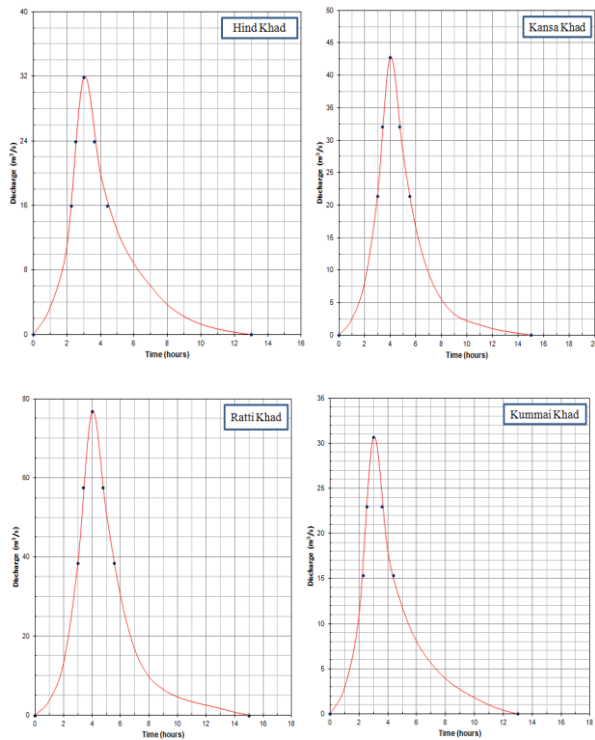 Hind Khad
Discharge (m³/s)
40
32
24
16
8
0
0 2 4 6 8 10 12 14 16
Time (hours)
Kansa Khad
Discharge (m³/s)
50
45
40
35
30
25
20
15
10
5
0
0 2 4 6 8 10 12 14 16 18 20
Time (hours)
Ratti Khad
Discharge (m³/s)
80
60
40
20
0
0 2 4 6 8 10 12 14 16 18
Time (hours)
Kummai Khad
Discharge (m³/s)
35
30
25
20
15
10
5
0
0 2 4 6 8 10 12 14 16 18
Time (hours)